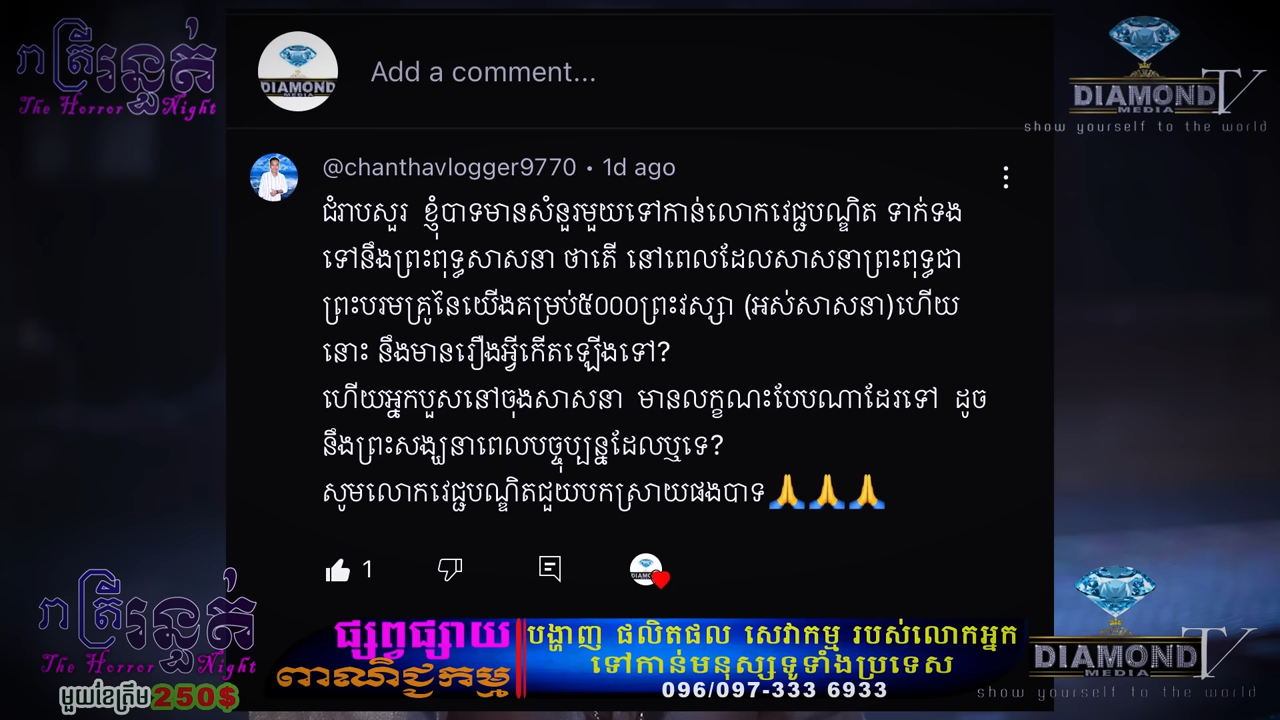 រាត្រីរន្ធត់
The Horror Night
DIAMOND
MEDIA
Add a comment...
DIAMOND TV
MEDIA
show yourself to the world
@chanthavlogger9770 • 1d ago
ជំរាបសួរ ខ្ញុំបាទមានសំនួរមួយទៅកាន់លោកវេជ្ជបណ្ឌិត ទាក់ទង
ទៅនឹងព្រះពុទ្ធសាសនា ថាតើ នៅពេលដែលសាសនាព្រះពុទ្ធជា
ព្រះបរមគ្រូនៃយើងគម្រប់៥០០០ព្រះវស្សា (អស់សាសនា)ហើយ
នោះ នឹងមានរឿងអ្វីកើតឡើងទៅ?
ហើយអ្នកបួសនៅចុងសាសនា មានលក្ខណះបែបណាដែរទៅ ដូច
នឹងព្រះសង្ឃនាពេលបច្ចុប្បន្នដែលឬទេ?
សូមលោកវេជ្ជបណ្ឌិតជួយបកស្រាយផងបាទ🙏🙏🙏
1
រាត្រីរន្ធត់
The Horror Night
មួយខែត្រឹម 250$
ផ្សព្វផ្សាយ
ពាណិជ្ជកម្ម
បង្ហាញ ផលិតផល សេវាកម្ម របស់លោកអ្នក
ទៅកាន់មនុស្សទូទាំងប្រទេស
096/097-333 6933
DIAMOND TV
MEDIA
show yourself to the world